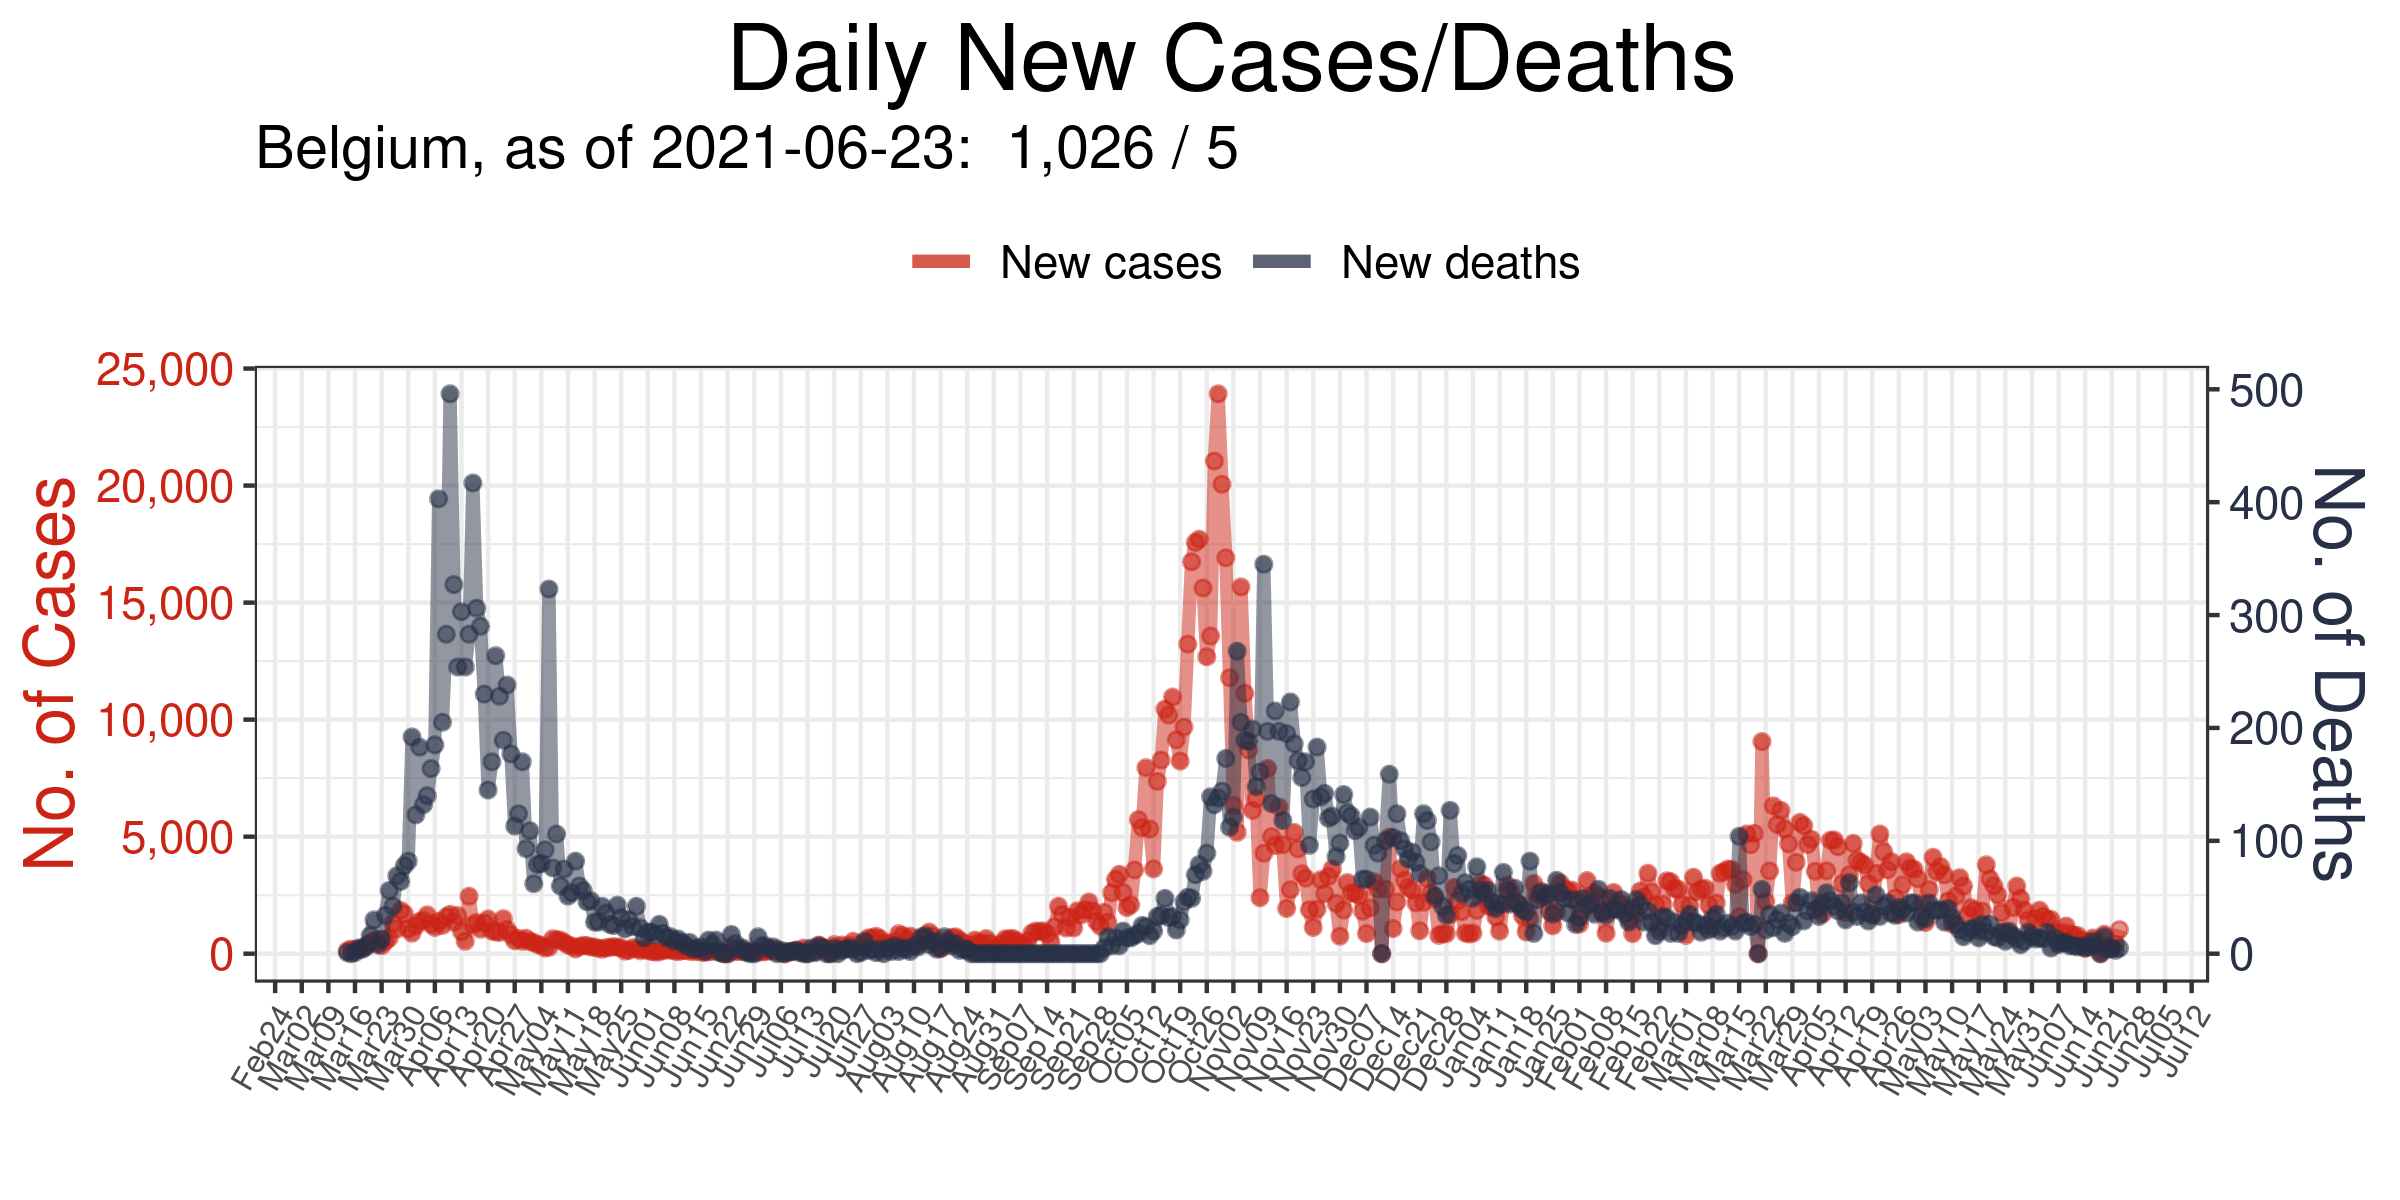 Daily New Cases/Deaths
Belgium, as of 2021-06-23:  1,026 / 5
New cases
New deaths
No. of Cases
25,000
20,000
15,000
10,000
5,000
0
500
400
300
200
100
0
No. of Deaths
Feb24
Mar02
Mar09
Mar16
Mar23
Mar30
Apr06
Apr13
Apr20
Apr27
May04
May11
May18
May25
Jun01
Jun08
Jun15
Jun22
Jun29
Jul06
Jul13
Jul20
Jul27
Aug03
Aug10
Aug17
Aug24
Aug31
Sep07
Sep14
Sep21
Sep28
Oct05
Oct12
Oct19
Oct26
Nov02
Nov09
Nov16
Nov23
Nov30
Dec07
Dec14
Dec21
Dec28
Jan04
Jan11
Jan18
Jan25
Feb01
Feb08
Feb15
Feb22
Mar01
Mar08
Mar15
Mar22
Mar29
Apr05
Apr12
Apr19
Apr26
May03
May10
May17
May24
May31
Jun07
Jun14
Jun21
Jun28
Jul05
Jul12